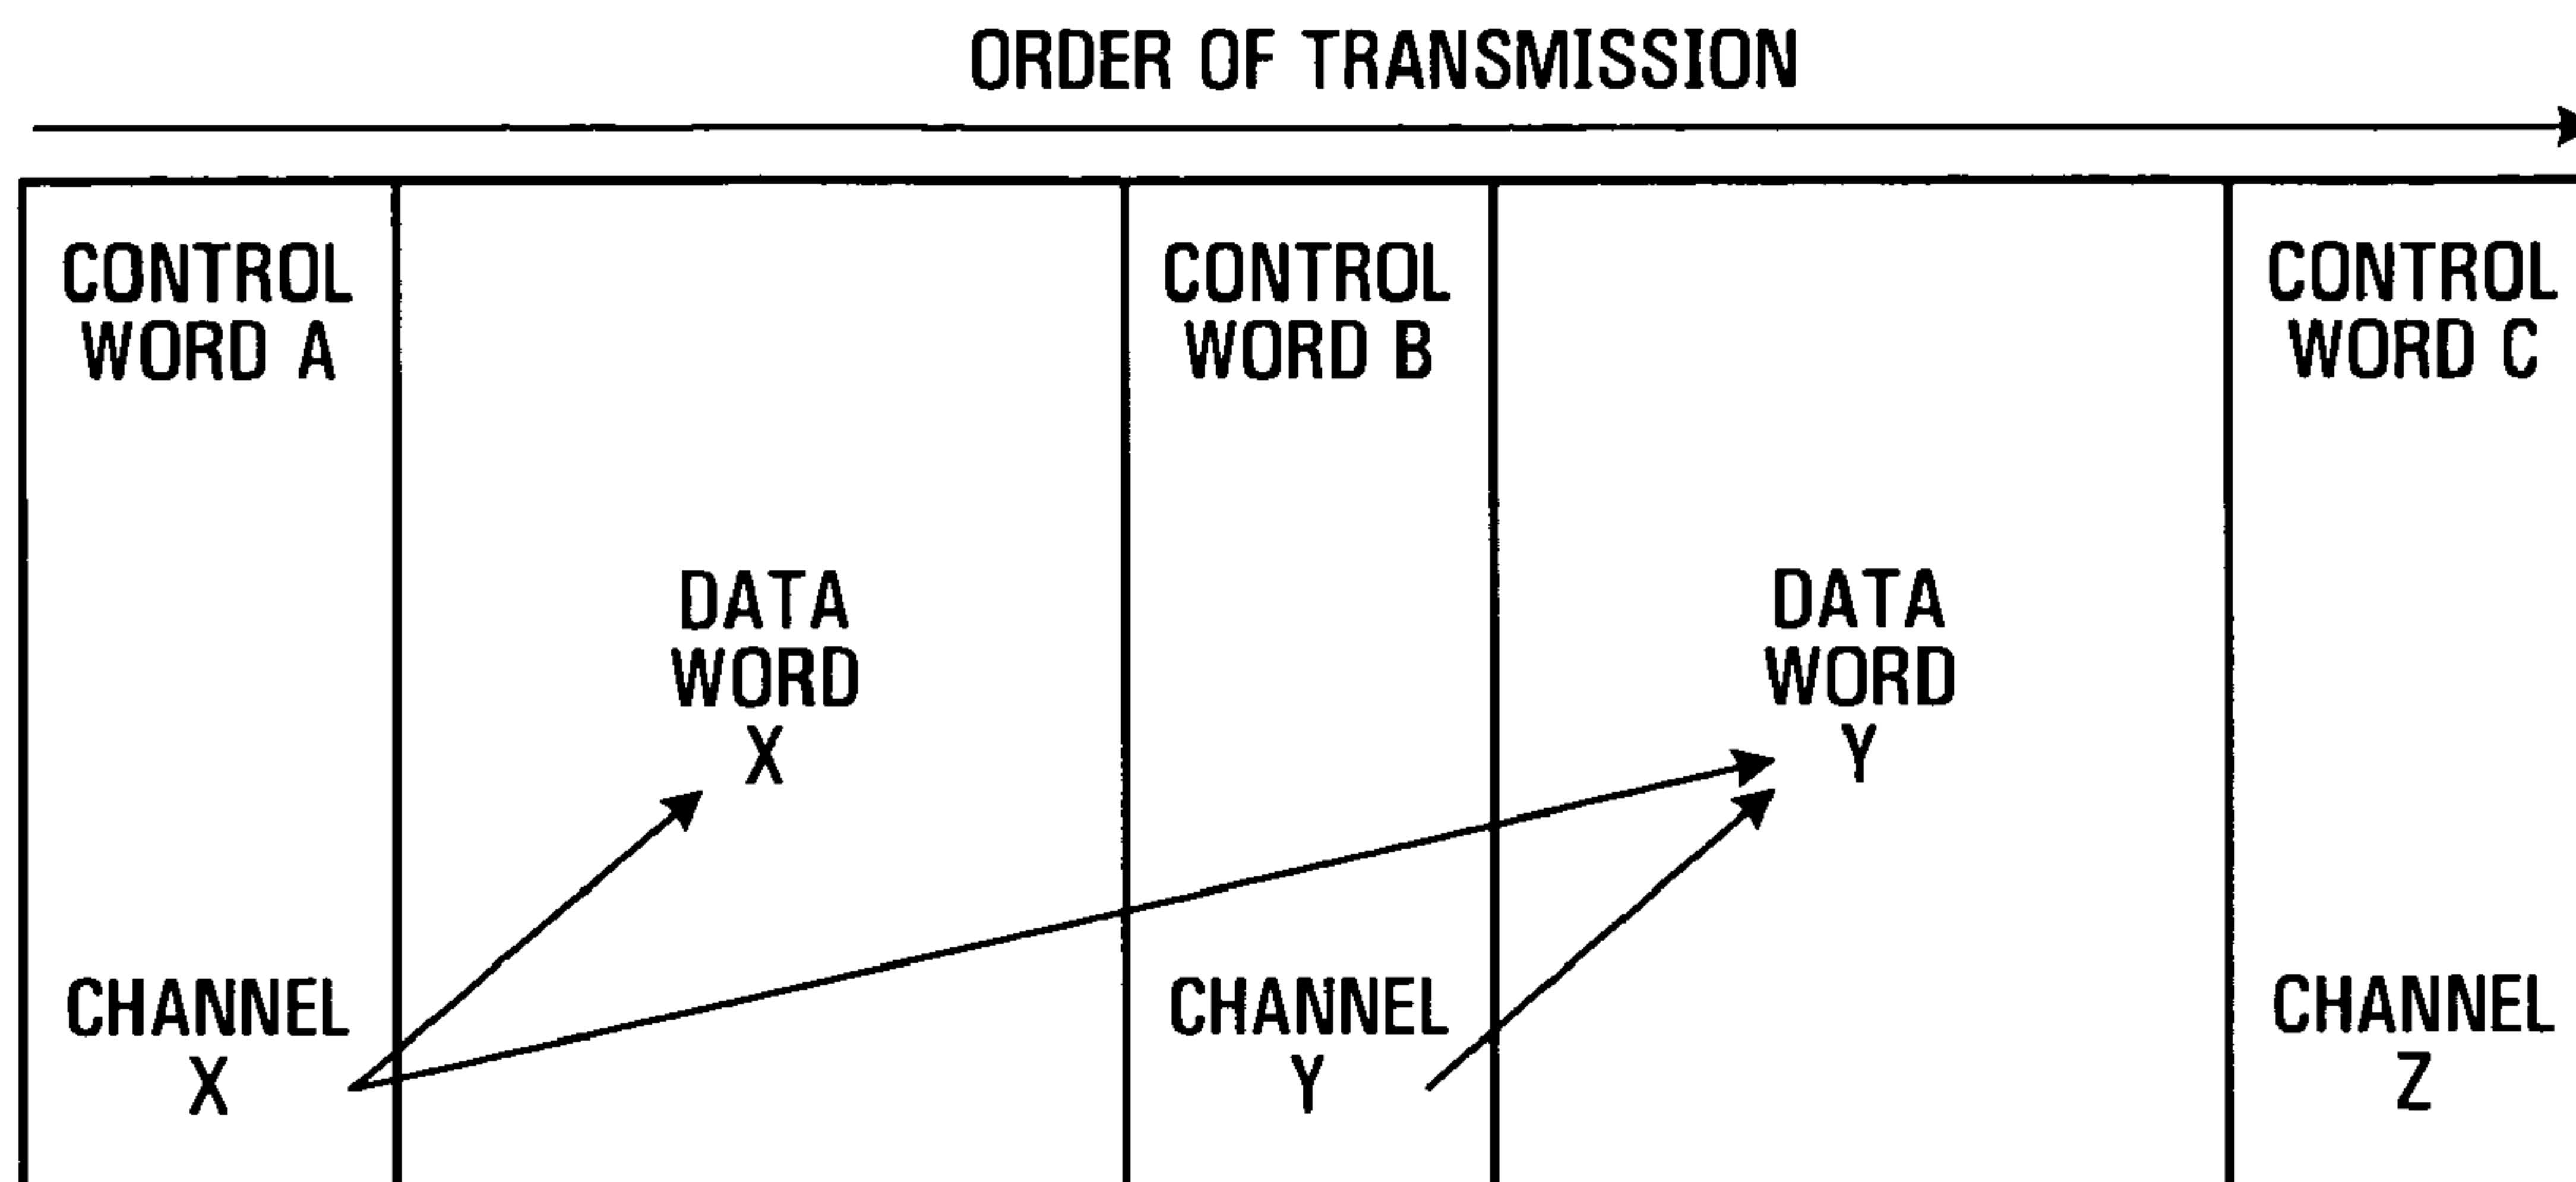 ORDER OF TRANSMISSION
CONTROL
WORD A
CHANNEL
X
DATA
WORD
X
CONTROL
WORD B
CHANNEL
Y
DATA
WORD
Y
CONTROL
WORD C
CHANNEL
Z